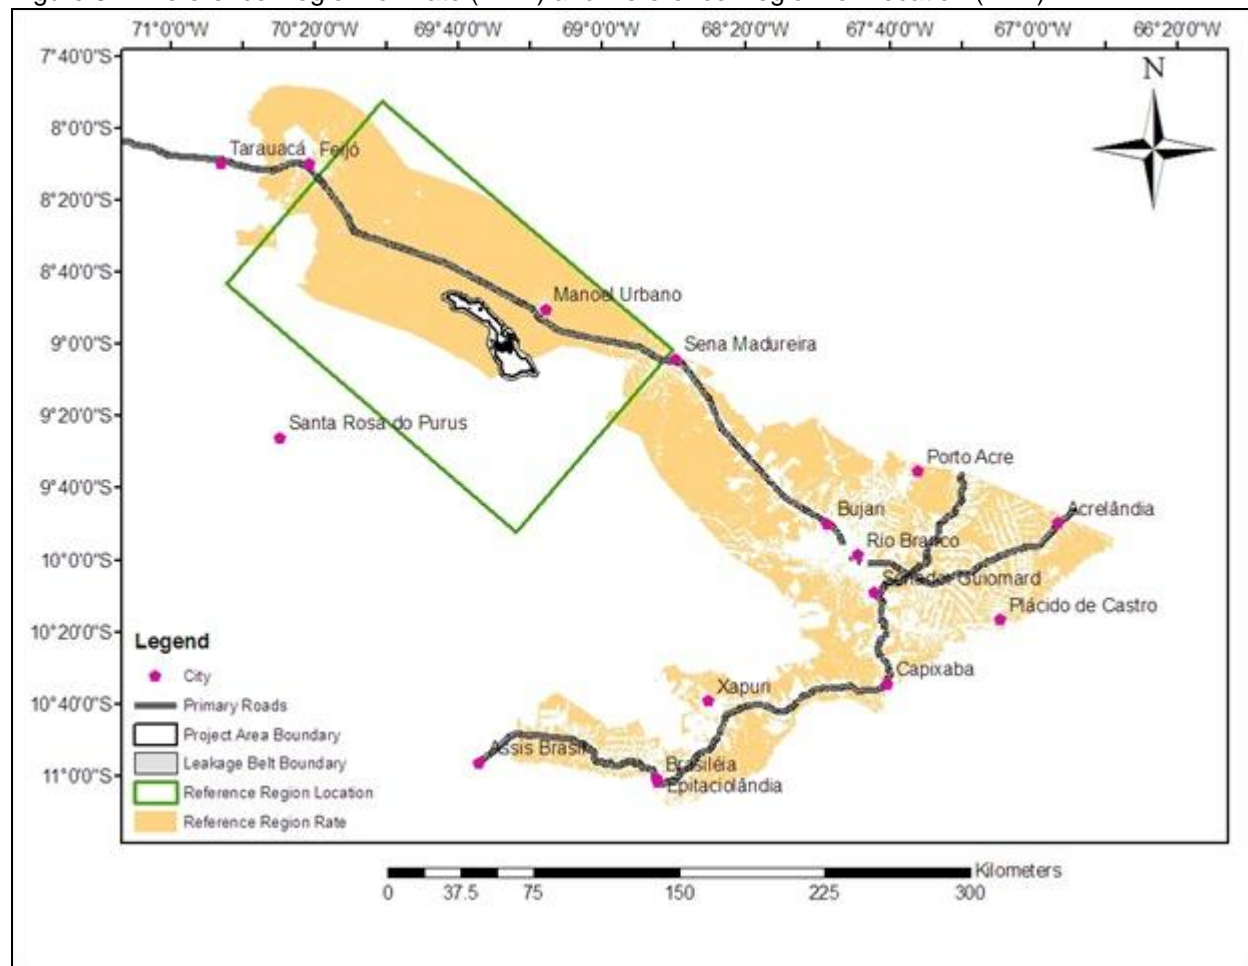 71°0'0"W 70°20'0"W 69°40'0"W 69°0'0"W 68°20'0"W 67°40'0"W 67°0'0"W 66°20'0"W
7°40'0"S
N
8°0'0"S
Tarauacá Feijó
8°20'0"S
8°40'0"S
Manoel Urbano
9°0'0"S
Sena Madureira
9°20'0"S
Santa Rosa do Purus
Porto Acre
9°40'0"S
Bujari
Acrelândia
Rio Branco
10°0'0"S
Senador Guiomard
Plácido de Castro
10°20'0"S
Capixaba
Xapuri
10°40'0"S
Assis Brasil
Brasiléia
11°0'0"S
Epitaciolândia
Legend
City
Primary Roads
Project Area Boundary
Leakage Belt Boundary
Reference Region Location
Reference Region Rate
Kilometers
0 37.5 75 150 225 300